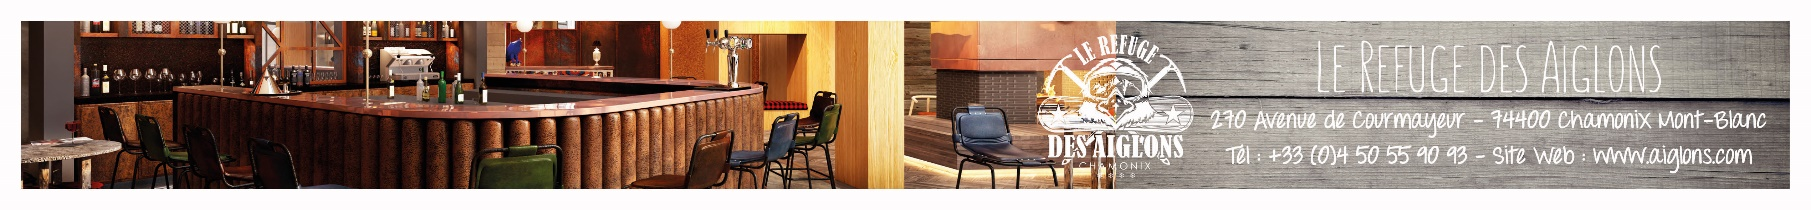 LE REFUGE
DES AIGLONS
CHAMONIX
LE REFUGE DES AIGLONS
270 Avenue de Courmayeur - 74400 Chamonix Mont-Blanc
Tél : +33 (0)4 50 55 90 93 - Site Web : www.aiglons.com